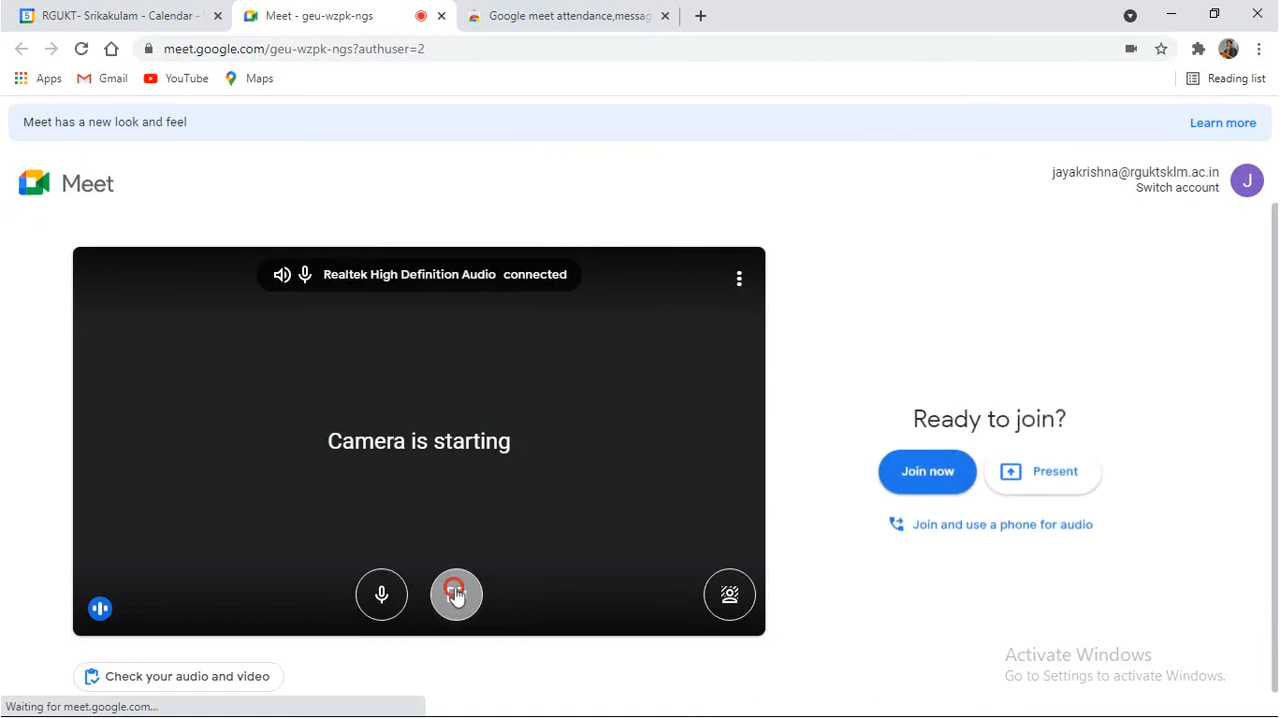 RGUKT- Srikakulam - Calendar -
Meet - geu-wzpk-ngs
Google meet attendance,messag
meet.google.com/geu-wzpk-ngs?authuser=2
Apps
Gmail
YouTube
Maps
Reading list
Meet has a new look and feel
Learn more
Meet
jayakrishna@rguktsklm.ac.in
Switch account
J
Realtek High Definition Audio connected
Camera is starting
Ready to join?
Join now
Present
Join and use a phone for audio
Check your audio and video
Activate Windows
Go to Settings to activate Windows.
Waiting for meet.google.com...